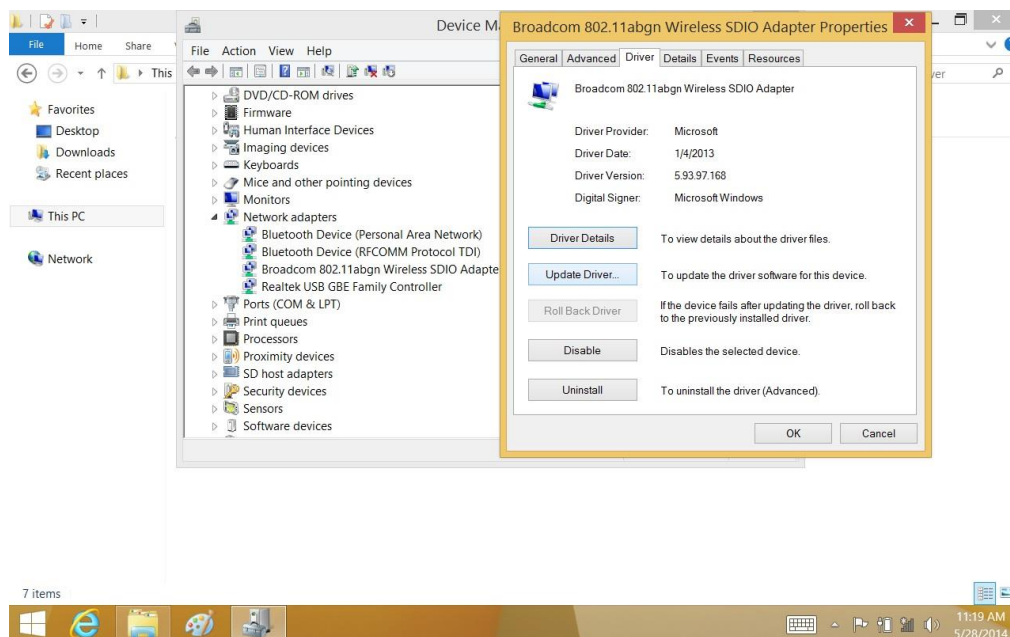 File Home Share
This
Favorites
Desktop
Downloads
Recent places
This PC
Network
7 items
File Action View Help
DVD/CD-ROM drives
Firmware
Human Interface Devices
Imaging devices
Keyboards
Mice and other pointing devices
Monitors
Network adapters
Bluetooth Device (Personal Area Network)
Bluetooth Device (RFCOMM Protocol TDI)
Broadcom 802.11abgn Wireless SDIO Adapte
Realtek USB GBE Family Controller
Ports (COM & LPT)
Print queues
Processors
Proximity devices
SD host adapters
Security devices
Sensors
Software devices
Device Ma
Broadcom 802.11abgn Wireless SDIO Adapter Properties
General Advanced Driver Details Events Resources
Broadcom 802.11abgn Wireless SDIO Adapter
Driver Provider: Microsoft
Driver Date: 1/4/2013
Driver Version: 5.93.97.168
Digital Signer: Microsoft Windows
Driver Details To view details about the driver files.
Update Driver... To update the driver software for this device.
Roll Back Driver If the device fails after updating the driver, roll back
to the previously installed driver.
Disable Disables the selected device.
Uninstall To uninstall the driver (Advanced).
OK Cancel
11:19 AM
5/28/2014